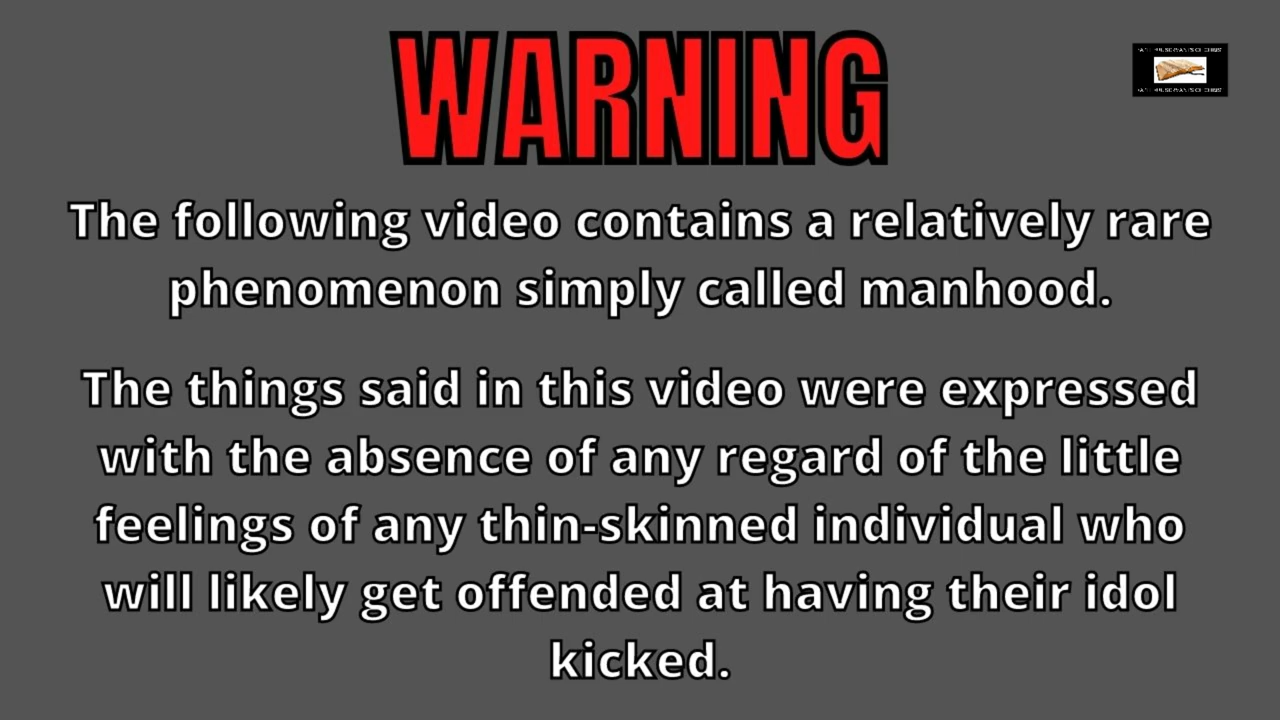 WARNING
The following video contains a relatively rare
phenomenon simply called manhood.
The things said in this video were expressed
with the absence of any regard of the little
feelings of any thin-skinned individual who
will likely get offended at having their idol
kicked.